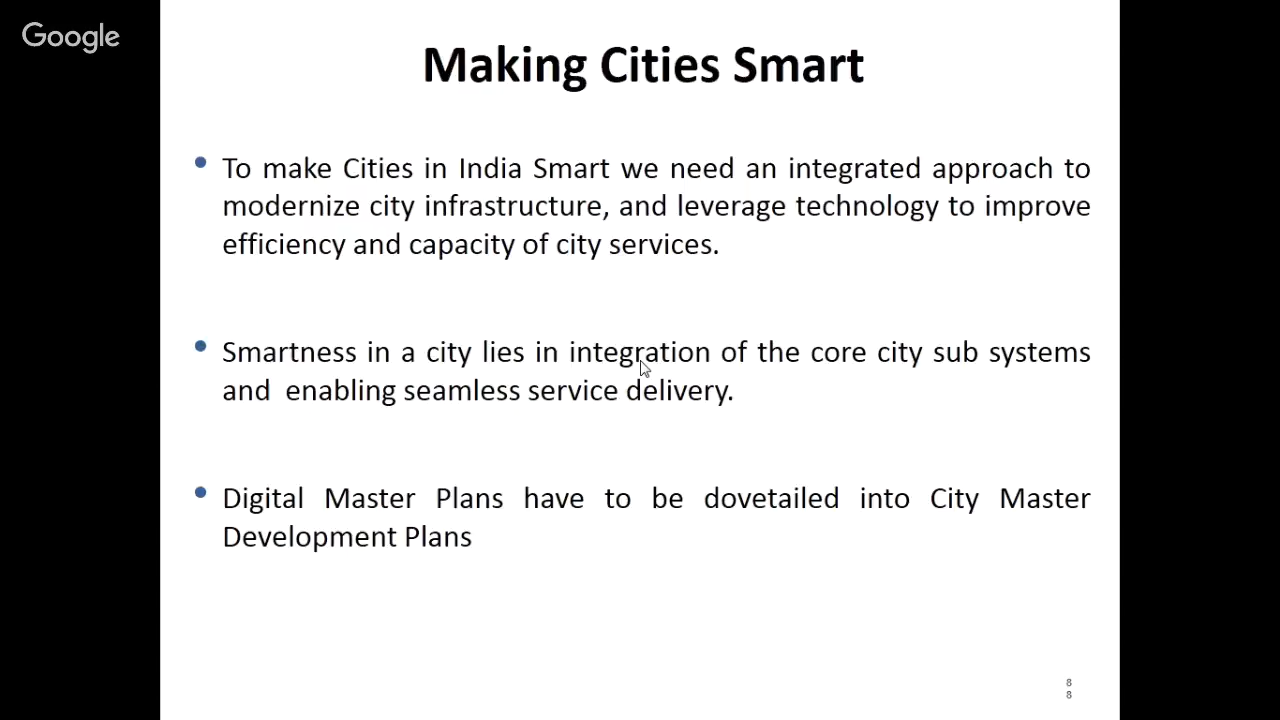 Google
Making Cities Smart
• To make Cities in India Smart we need an integrated approach to
modernize city infrastructure, and leverage technology to improve
efficiency and capacity of city services.
• Smartness in a city lies in integration of the core city sub systems
and  enabling seamless service delivery.
• Digital Master Plans have to be dovetailed into City Master
Development Plans
8
8